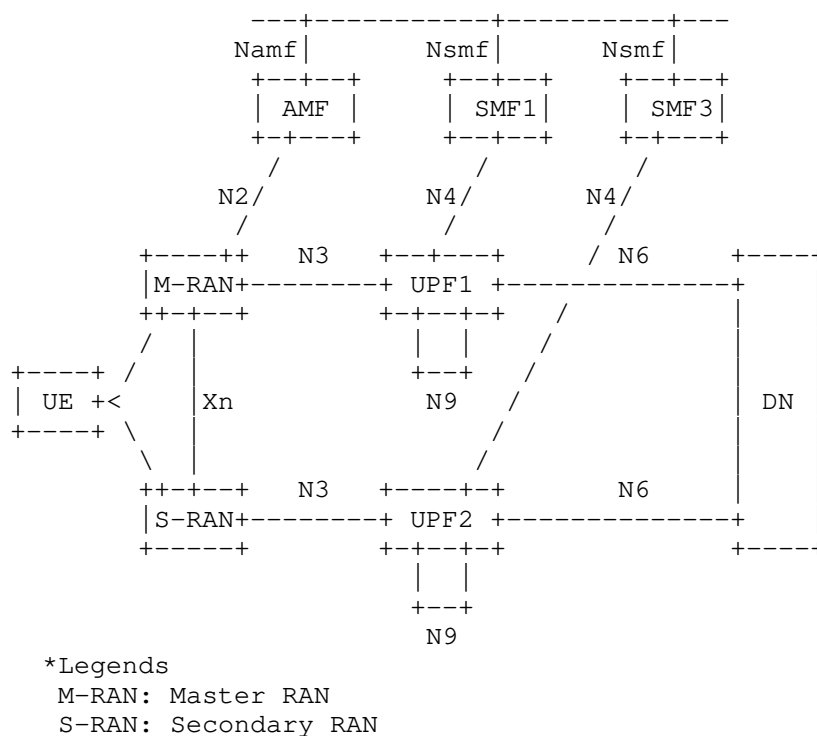 Namf Nsmf Nsmf
AMF SMF1 SMF3
N2 N4 N4
N3 N6
M-RAN UPF1
UE Xn N9 DN
N3 N6
S-RAN UPF2
N9
*Legends
M-RAN: Master RAN
S-RAN: Secondary RAN